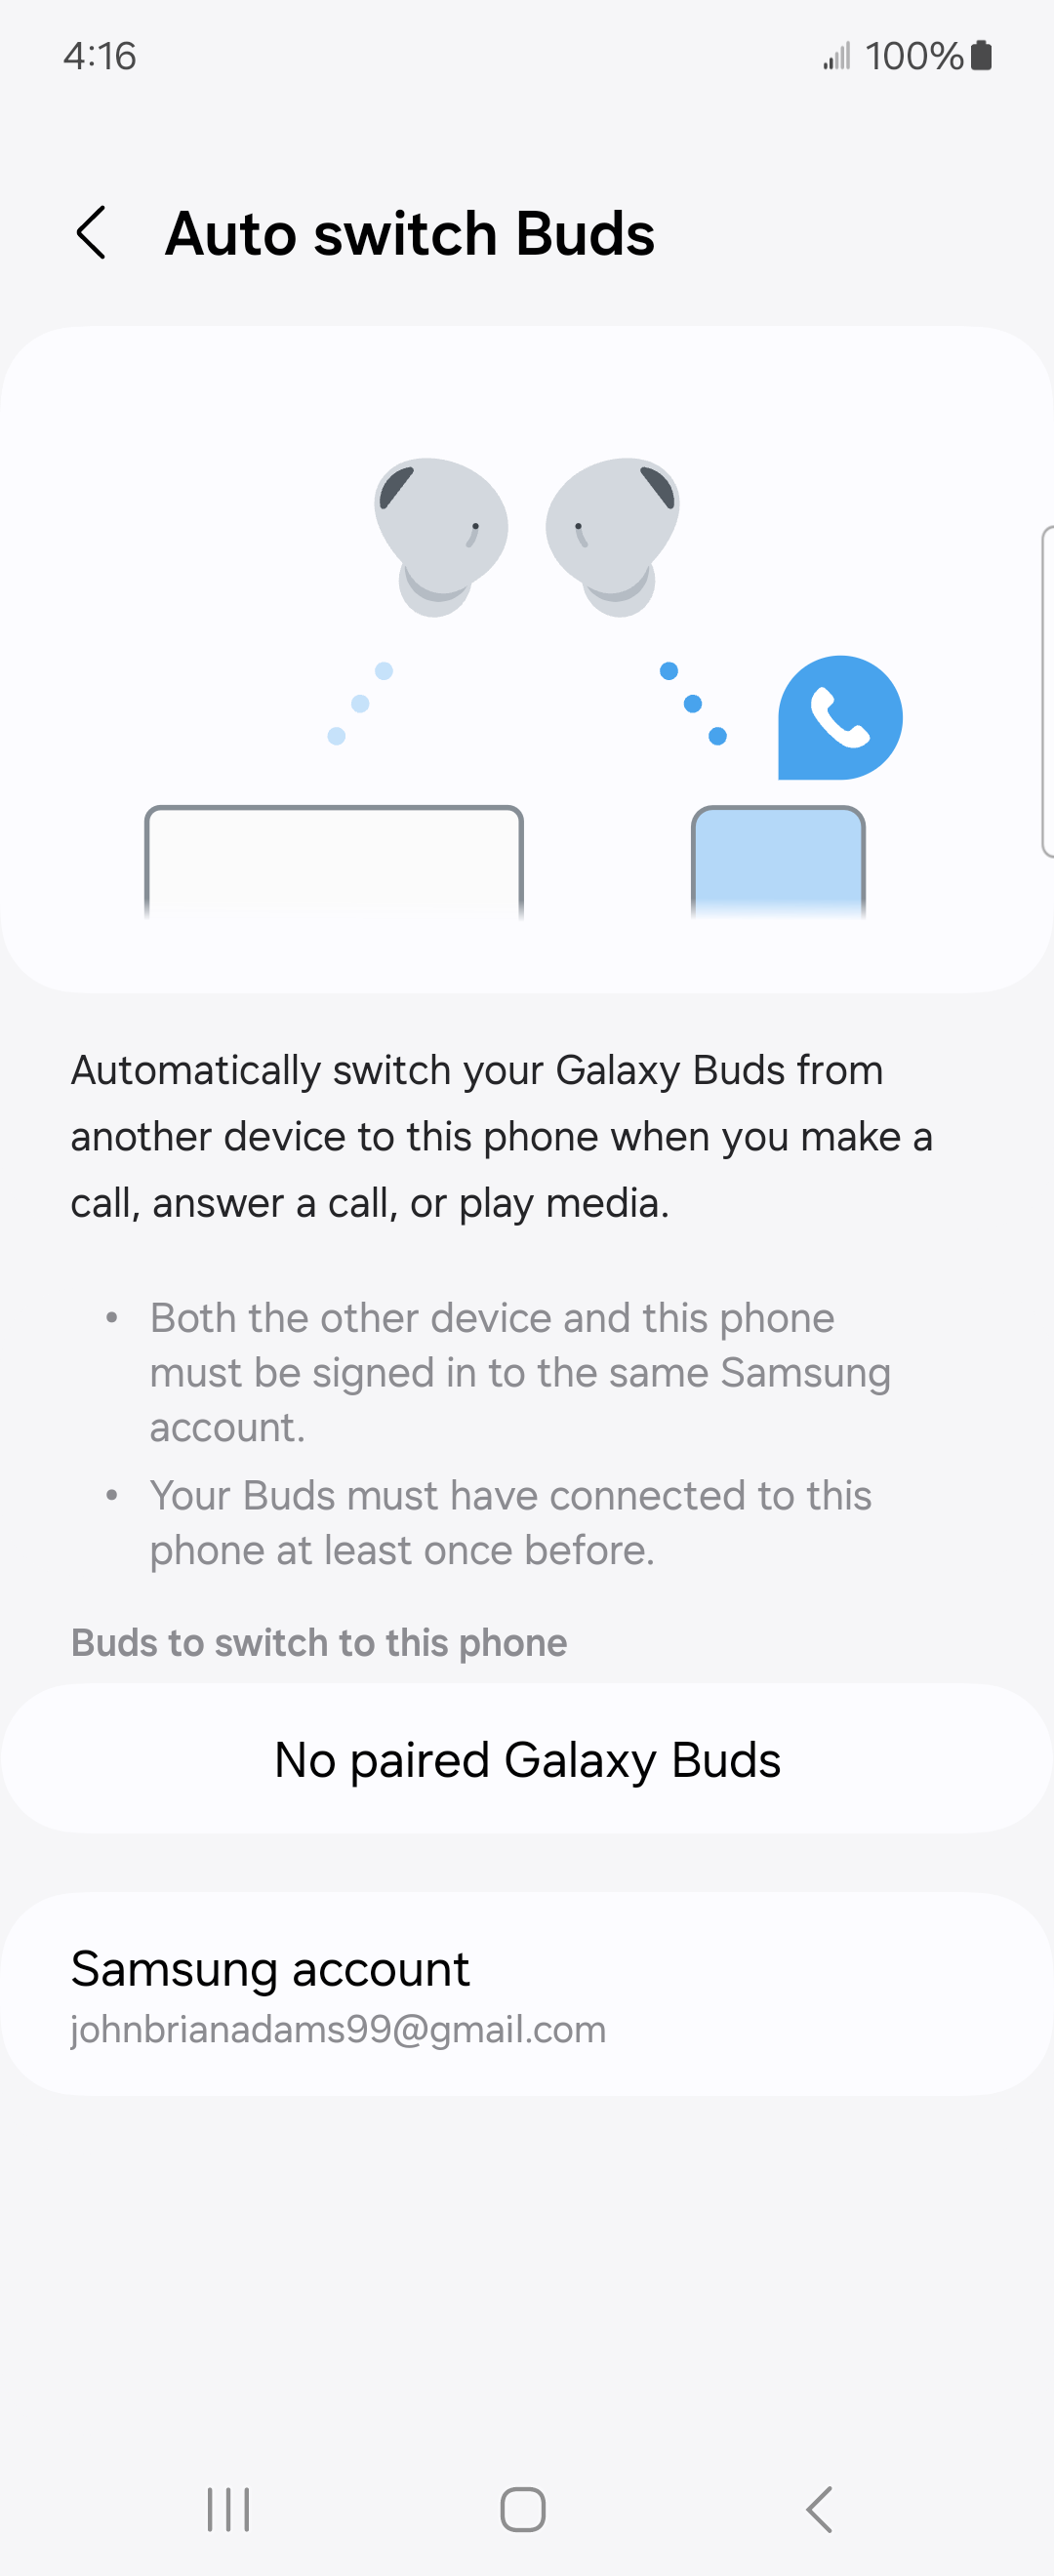 4:16
100%
Auto switch Buds
Automatically switch your Galaxy Buds from
another device to this phone when you make a
call, answer a call, or play media.
• Both the other device and this phone
must be signed in to the same Samsung
account.
• Your Buds must have connected to this
phone at least once before.
Buds to switch to this phone
No paired Galaxy Buds
Samsung account
johnbrianadams99@gmail.com